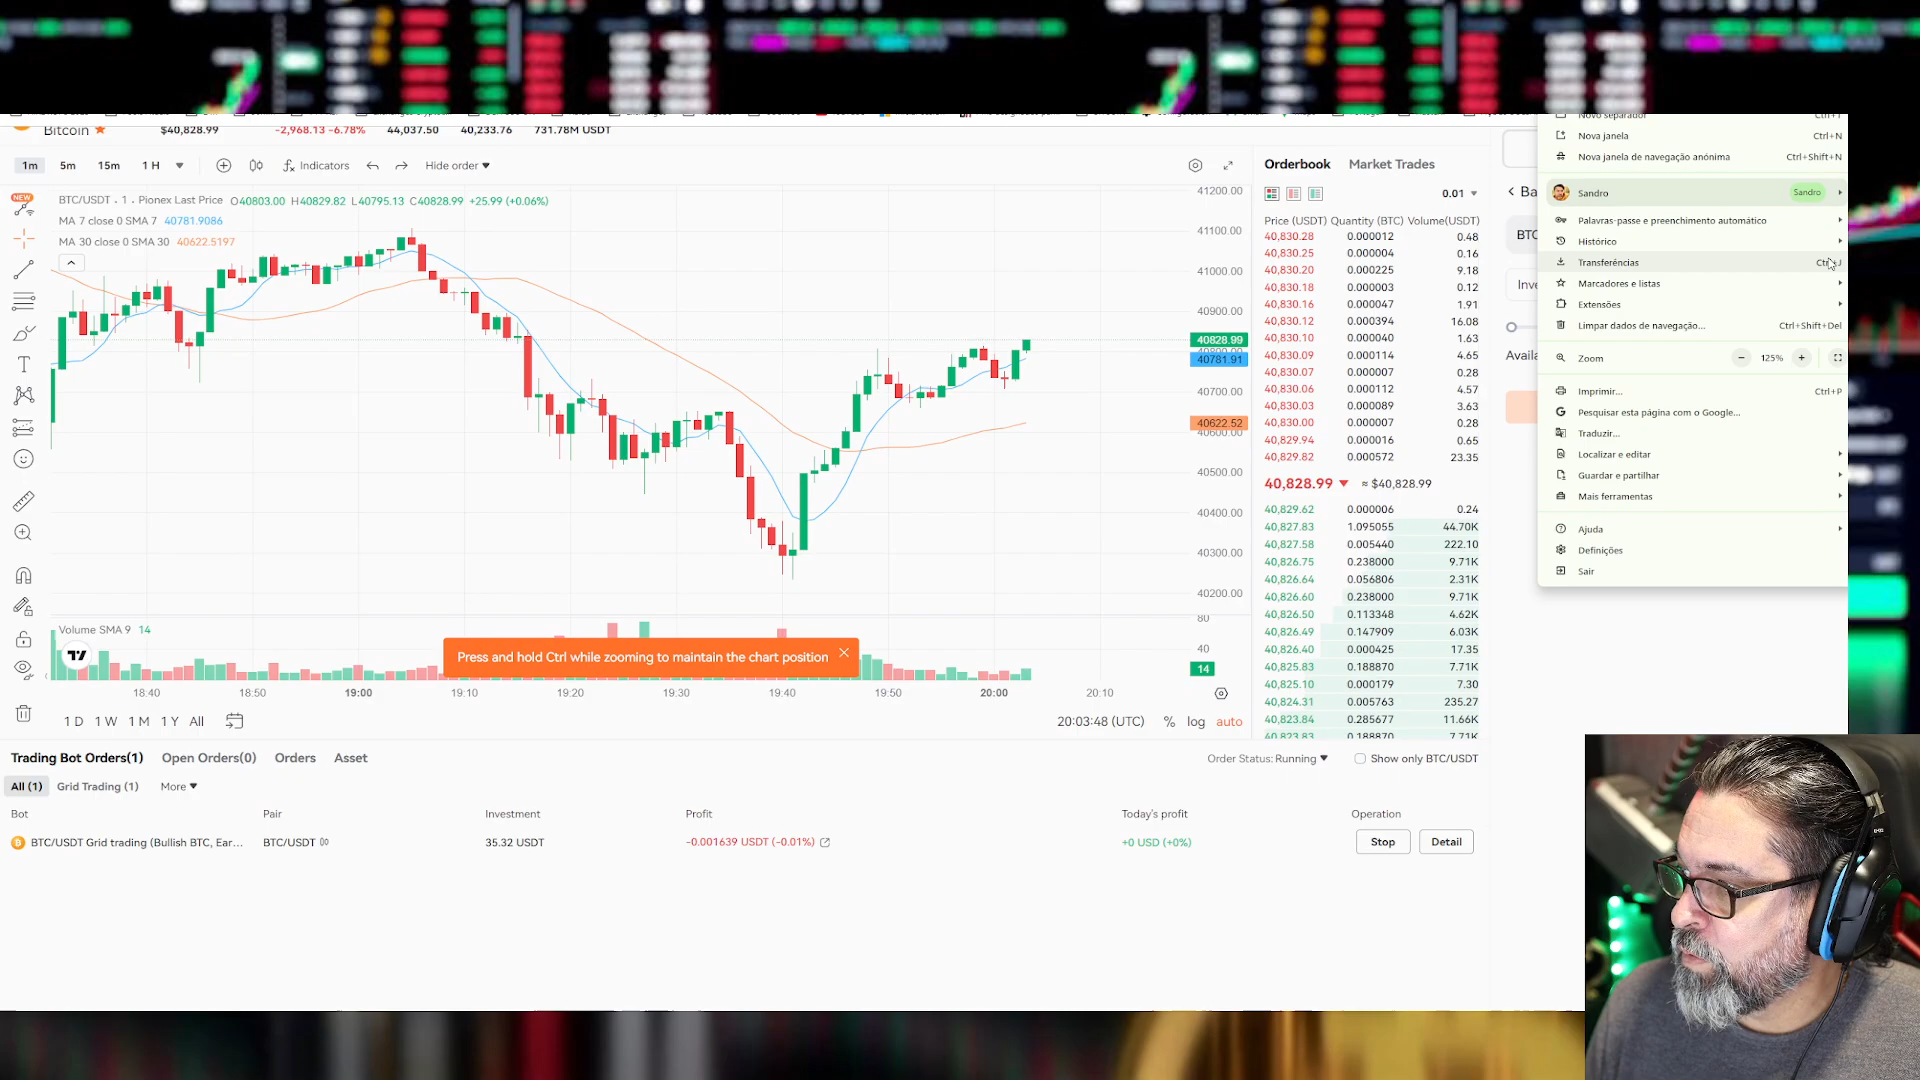 Bitcoin $40,828.99 -2,968.13 -6.78% 44,037.50 40,233.76 731.78M USDT
1m 5m 15m 1 H Indicators Hide order
BTC/USDT . 1 . Pionex Last Price O40803.00 H40829.82 L40795.13 C40828.99 +25.99 (+0.06%)
MA 7 close 0 SMA 7 40781.9086
MA 30 close 0 SMA 30 40622.5197
NEW
41200.00
41100.00
41000.00
40900.00
40828.99
40781.91
40700.00
40622.52
40600.00
40500.00
40400.00
40300.00
40200.00
Volume SMA 9 14
80
40
14
Press and hold Ctrl while zooming to maintain the chart position
18:40 18:50 19:00 19:10 19:20 19:30 19:40 19:50 20:00 20:10
1 D 1 W 1 M 1 Y All 20:03:48 (UTC) % log auto
Orderbook Market Trades
0.01
Price (USDT) Quantity (BTC) Volume(USDT)
40,830.28 0.000012 0.48
40,830.25 0.000004 0.16
40,830.20 0.000225 9.18
40,830.18 0.000003 0.12
40,830.16 0.000047 1.91
40,830.12 0.000394 16.08
40,830.10 0.000040 1.63
40,830.09 0.000114 4.65
40,830.07 0.000007 0.28
40,830.06 0.000112 4.57
40,830.03 0.000089 3.63
40,830.00 0.000007 0.28
40,829.94 0.000016 0.65
40,829.82 0.000572 23.35
40,828.99 ≈ $40,828.99
40,829.62 0.000006 0.24
40,827.83 1.095055 44.70K
40,827.58 0.005440 222.10
40,826.75 0.238000 9.71K
40,826.64 0.056806 2.31K
40,826.60 0.238000 9.71K
40,826.50 0.113348 4.62K
40,826.49 0.147909 6.03K
40,826.40 0.000425 17.35
40,825.83 0.188870 7.71K
40,825.10 0.000179 7.30
40,824.31 0.005763 235.27
40,823.84 0.285677 11.66K
40,823.83 0.188870 7.71K
Ba
BTC
Inve
Availa
Novo separador Ctrl+T
Nova janela Ctrl+N
Nova janela de navegação anónima Ctrl+Shift+N
Sandro Sandro
Palavras-passe e preenchimento automático
Histórico
Transferências Ctrl+J
Marcadores e listas
Extensões
Limpar dados de navegação... Ctrl+Shift+Del
Zoom − 125% +
Imprimir... Ctrl+P
Pesquisar esta página com o Google...
Traduzir...
Localizar e editar
Guardar e partilhar
Mais ferramentas
Ajuda
Definições
Sair
Trading Bot Orders(1) Open Orders(0) Orders Asset Order Status: Running Show only BTC/USDT
All (1) Grid Trading (1) More
Bot Pair Investment Profit Today's profit Operation
BTC/USDT Grid trading (Bullish BTC, Ear... BTC/USDT 35.32 USDT -0.001639 USDT (-0.01%) +0 USD (+0%) Stop Detail